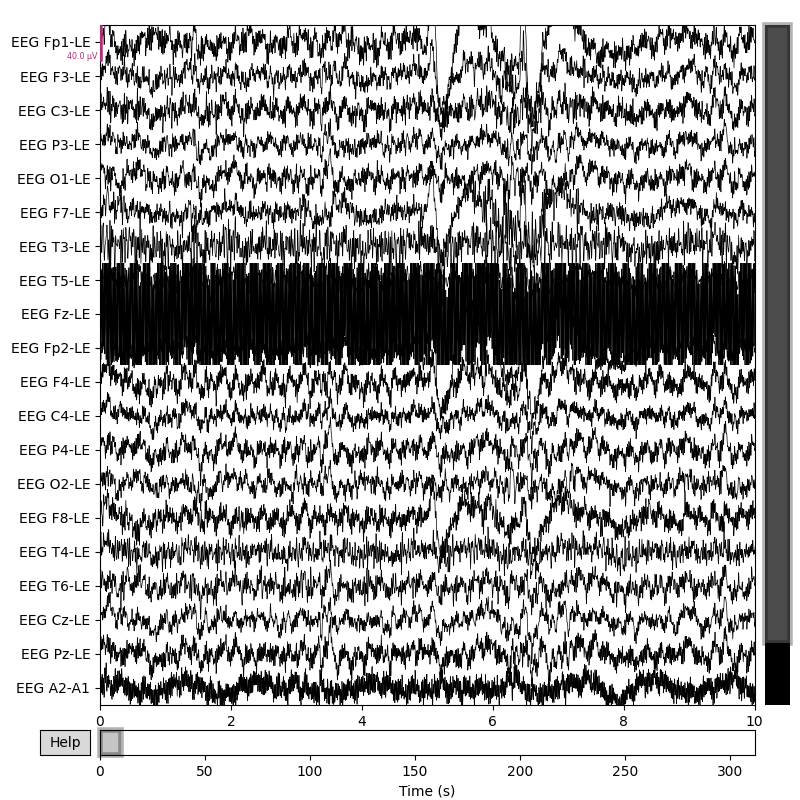 EEG Fp1-LE
40.0 µV
EEG F3-LE
EEG C3-LE
EEG P3-LE
EEG O1-LE
EEG F7-LE
EEG T3-LE
EEG T5-LE
EEG Fz-LE
EEG Fp2-LE
EEG F4-LE
EEG C4-LE
EEG P4-LE
EEG O2-LE
EEG F8-LE
EEG T4-LE
EEG T6-LE
EEG Cz-LE
EEG Pz-LE
EEG A2-A1
0 2 4 6 8 10
Help
0 50 100 150 200 250 300
Time (s)